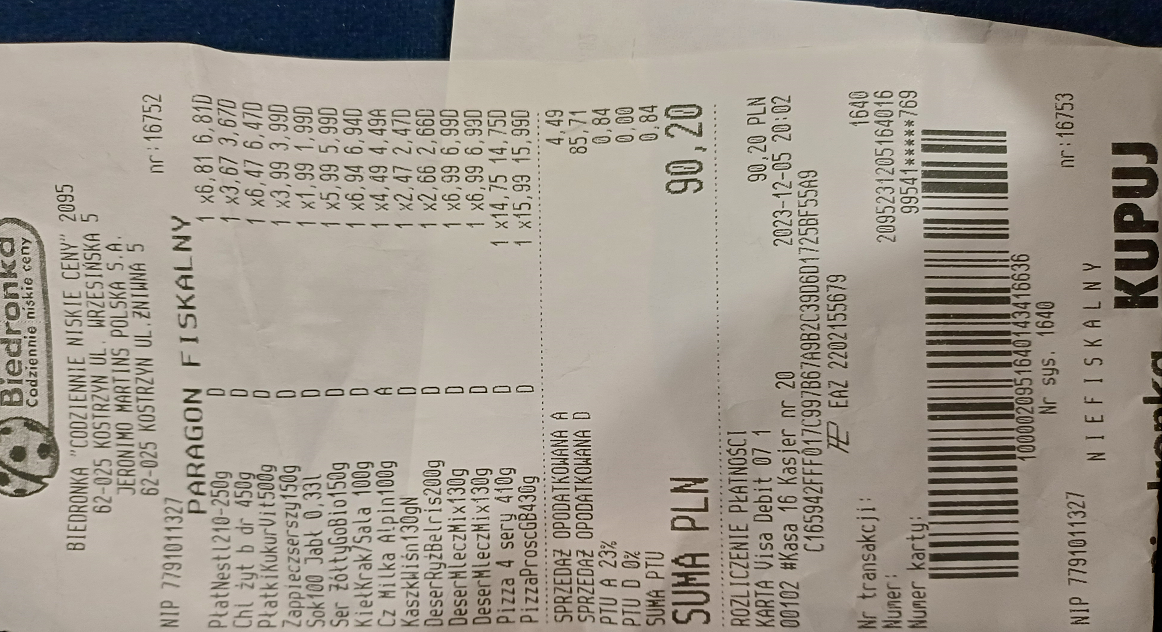 Biedronka
Codziennie niskie ceny
BIEDRONKA "CODZIENNIE NISKIE CENY" 2095
62-025 KOSTRZYN UL. WRZESIŃSKA 5
JERONIMO MARTINS POLSKA S.A.
62-025 KOSTRZYN UL.ŻNIWNA 5
NIP 7791011327 nr:16752
PARAGON FISKALNY
PłatNestl210-250g D 1 x6,81 6,81D
Chl żyt b dr 450g D 1 x3,67 3,67D
PłatkiKukurVit500g D 1 x6,47 6,47D
Zappieczserszy150g D 1 x3,99 3,99D
Sok100 Jabł 0 33l D 1 x1,99 1,99D
Ser ŻółtyGoBio150g D 1 x5,99 5,99D
KiełKrak/Sala 100g D 1 x6,94 6,94D
Cz Milka Alpin100g A 1 x4,49 4,49A
KaszkWiśn130gN D 1 x2,47 2,47D
DeserRyżBelris200g D 1 x2,66 2,66D
DeserMleczMix130g D 1 x6,99 6,99D
DeserMleczMix130g D 1 x6,99 6,99D
Pizza 4 sery 410g D 1 x14,75 14,75D
PizzaProscGB430g D 1 x15,99 15,99D
SPRZEDAŻ OPODATKOWANA A 4,49
SPRZEDAŻ OPODATKOWANA D 85,71
PTU A 23% 0,84
PTU D 0% 0,00
SUMA PTU 0,84
SUMA PLN 90,20
ROZLICZENIE PŁATNOŚCI
KARTA Visa Debit 07 1 90,20 PLN
00102 #Kasa 16 Kasjer nr 20 2023-12-05 20:02
C165942FFF017C997B67A9B2C39D6D1725BF55A9
EAZ 2202155679
Nr transakcji: 1640
Numer: 2095231205164016
Numer karty: 99541*****769
1000020951640143416636
Nr sys. 1640
NIP 7791011327 nr:16753
NIEFISKALNY
KUPUJ